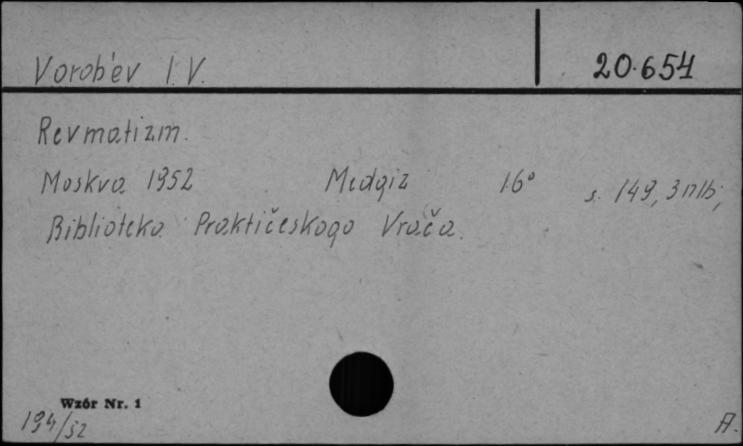 Vorob'ev I. V. 20.654
Revmatizm.
Moskva 1952 Medgiz 16° s. 149, 3 nlb;
Biblioteka Praktičeskogo Vrača.
Wzór Nr. 1
194/52 A.